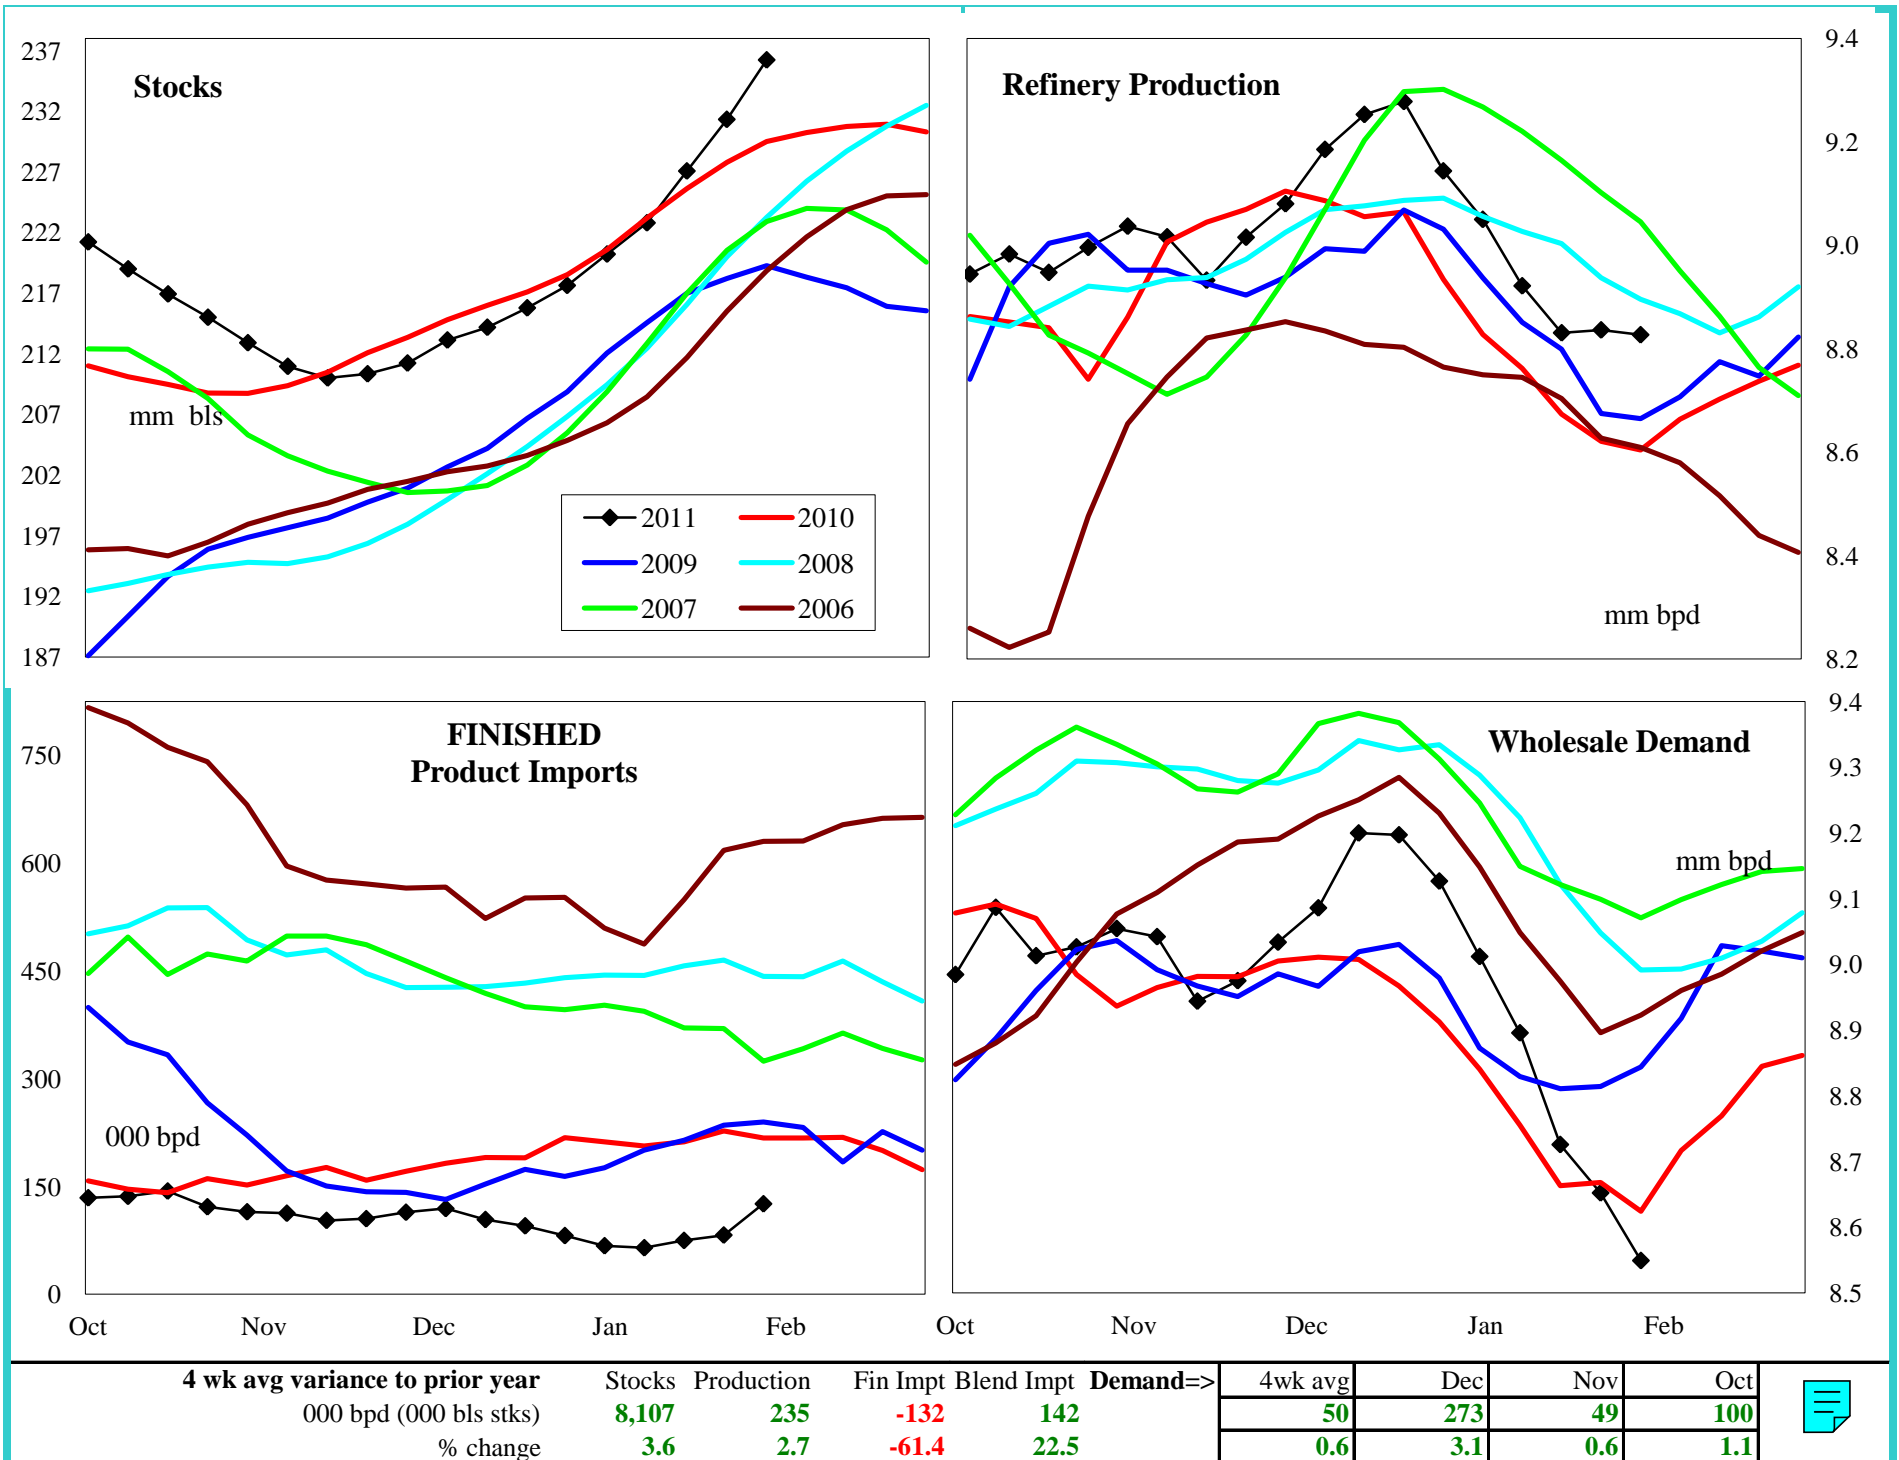 Stocks
237
232
227
222
217
212
207
202
197
192
187
mm bls
2011 2010
2009 2008
2007 2006
Refinery Production
9.4
9.2
9.0
8.8
8.6
8.4
8.2
mm bpd
FINISHED
Product Imports
750
600
450
300
150
0
000 bpd
Oct Nov Dec Jan Feb
Wholesale Demand
9.4
9.3
9.2
9.1
9.0
8.9
8.8
8.7
8.6
8.5
mm bpd
Oct Nov Dec Jan Feb
4 wk avg variance to prior year Stocks Production Fin Impt Blend Impt Demand=> 4wk avg Dec Nov Oct
000 bpd (000 bls stks) 8,107 235 -132 142 50 273 49 100
% change 3.6 2.7 -61.4 22.5 0.6 3.1 0.6 1.1